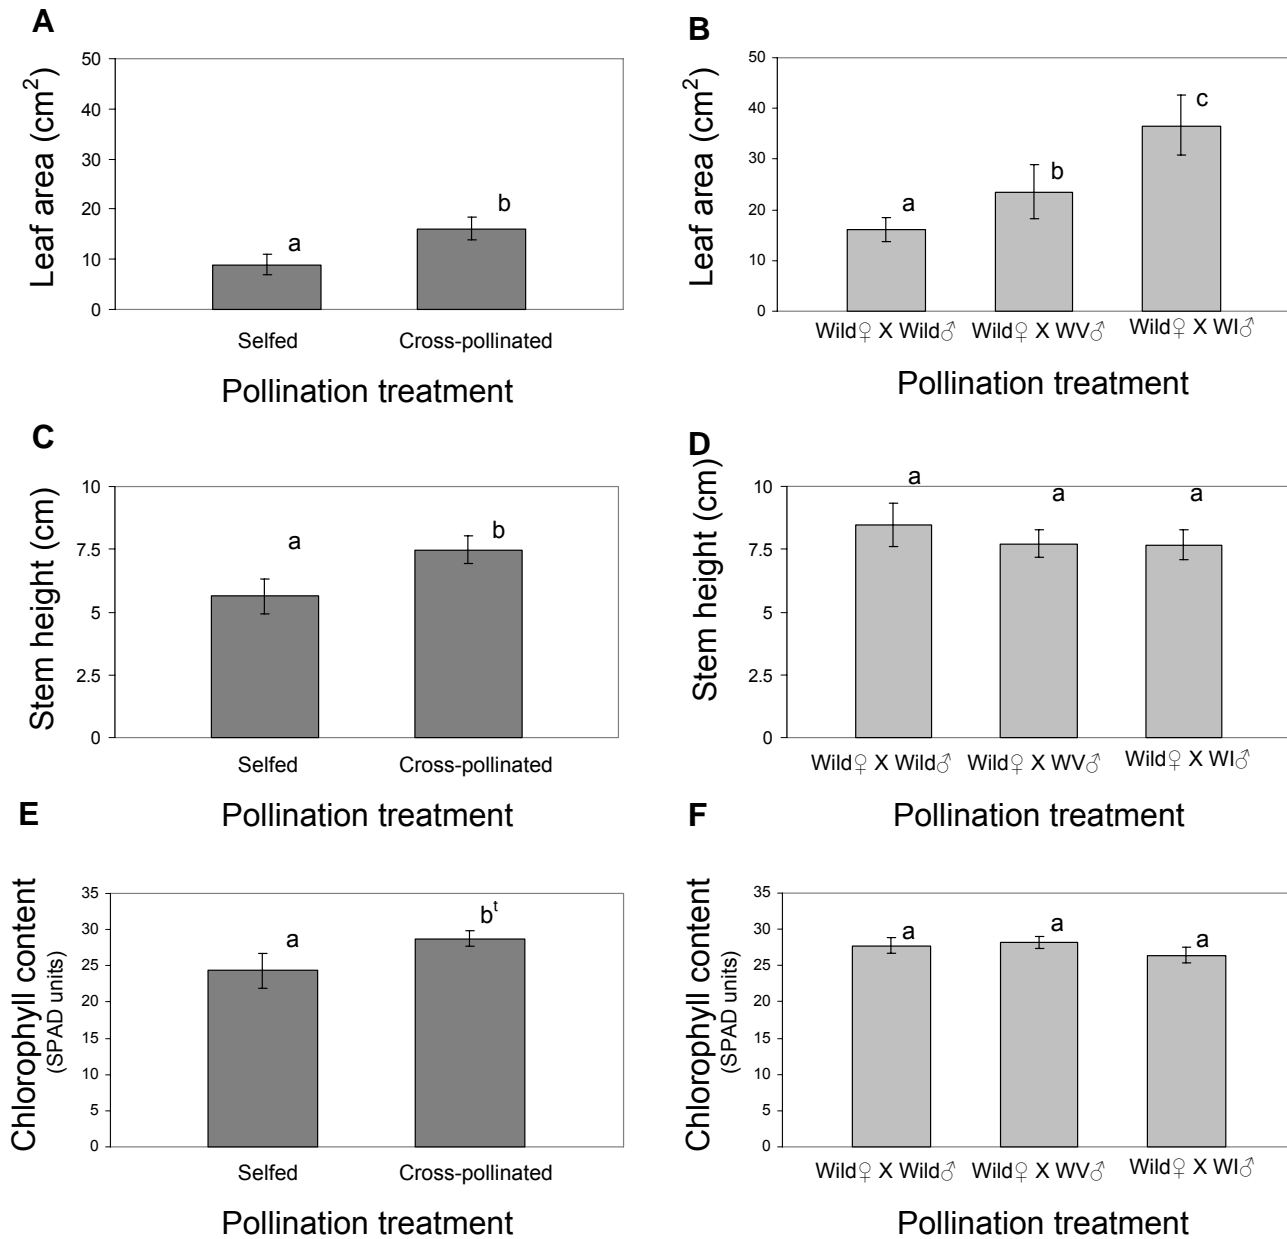 A
Leaf area (cm²)
50
40
30
20
10
0
a
b
Selfed Cross-pollinated
Pollination treatment
B
Leaf area (cm²)
50
40
30
20
10
0
a
b
c
Wild♀ X Wild♂ Wild♀ X WV♂ Wild♀ X WI♂
Pollination treatment
C
Stem height (cm)
10
7.5
5
2.5
0
a
b
Selfed Cross-pollinated
Pollination treatment
D
Stem height (cm)
10
7.5
5
2.5
0
a a a
Wild♀ X Wild♂ Wild♀ X WV♂ Wild♀ X WI♂
Pollination treatment
E
Chlorophyll content
(SPAD units)
35
30
25
20
15
10
5
0
a
bᵗ
Selfed Cross-pollinated
Pollination treatment
F
Chlorophyll content
(SPAD units)
35
30
25
20
15
10
5
0
a a a
Wild♀ X Wild♂ Wild♀ X WV♂ Wild♀ X WI♂
Pollination treatment